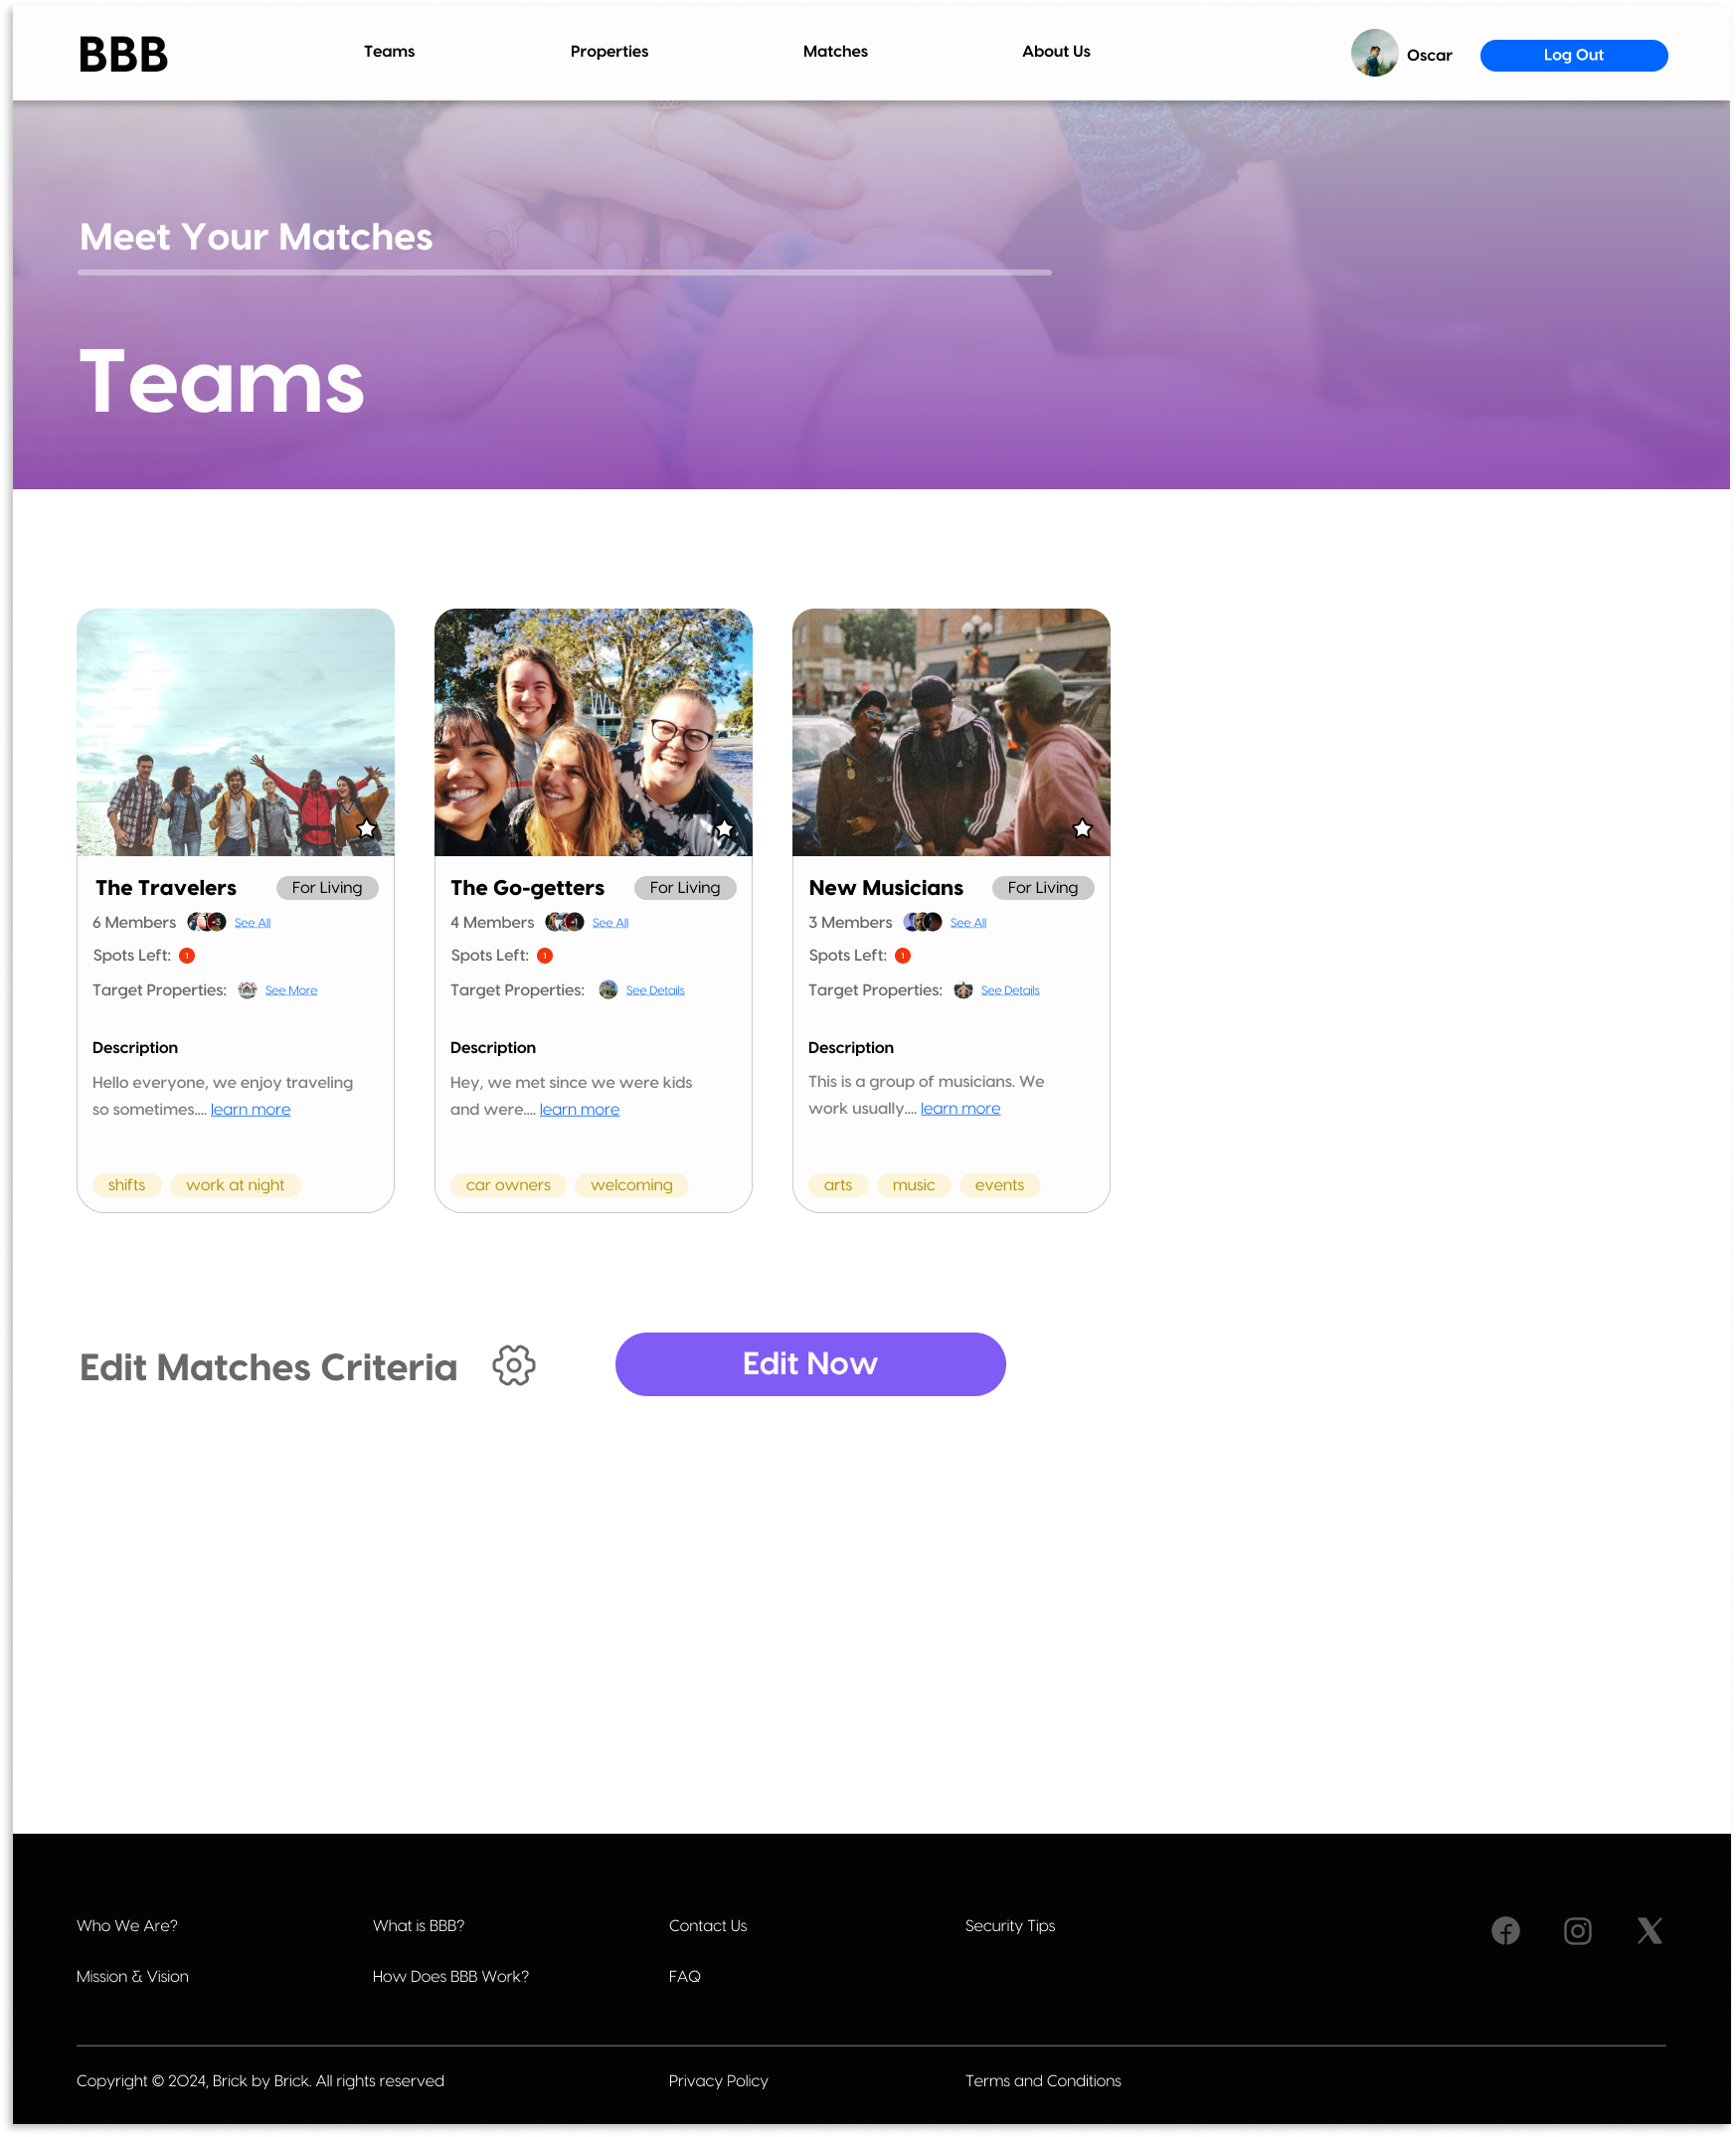 BBB
Teams
Properties
Matches
About Us
Oscar
Log Out
Meet Your Matches
Teams
The Travelers
For Living
6 Members
+3
See All
Spots Left:
1
Target Properties:
See More
Description
Hello everyone, we enjoy traveling
so sometimes.... learn more
shifts
work at night
The Go-getters
For Living
4 Members
+1
See All
Spots Left:
1
Target Properties:
See Details
Description
Hey, we met since we were kids
and were.... learn more
car owners
welcoming
New Musicians
For Living
3 Members
See All
Spots Left:
1
Target Properties:
See Details
Description
This is a group of musicians. We
work usually.... learn more
arts
music
events
Edit Matches Criteria
Edit Now
Who We Are?
What is BBB?
Contact Us
Security Tips
Mission & Vision
How Does BBB Work?
FAQ
Copyright © 2024, Brick by Brick. All rights reserved
Privacy Policy
Terms and Conditions